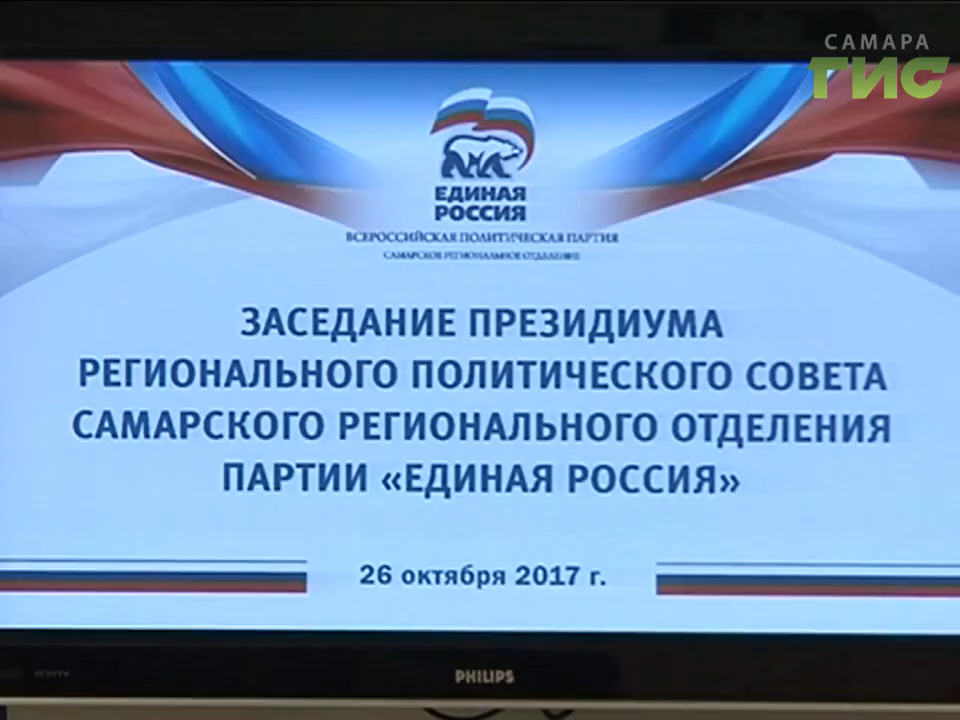 САМАРА
ГИС
ЕДИНАЯ
РОССИЯ
ВСЕРОССИЙСКАЯ ПОЛИТИЧЕСКАЯ ПАРТИЯ
САМАРСКОЕ РЕГИОНАЛЬНОЕ ОТДЕЛЕНИЕ
ЗАСЕДАНИЕ ПРЕЗИДИУМА
РЕГИОНАЛЬНОГО ПОЛИТИЧЕСКОГО СОВЕТА
САМАРСКОГО РЕГИОНАЛЬНОГО ОТДЕЛЕНИЯ
ПАРТИИ «ЕДИНАЯ РОССИЯ»
26 октября 2017 г.
PHILIPS